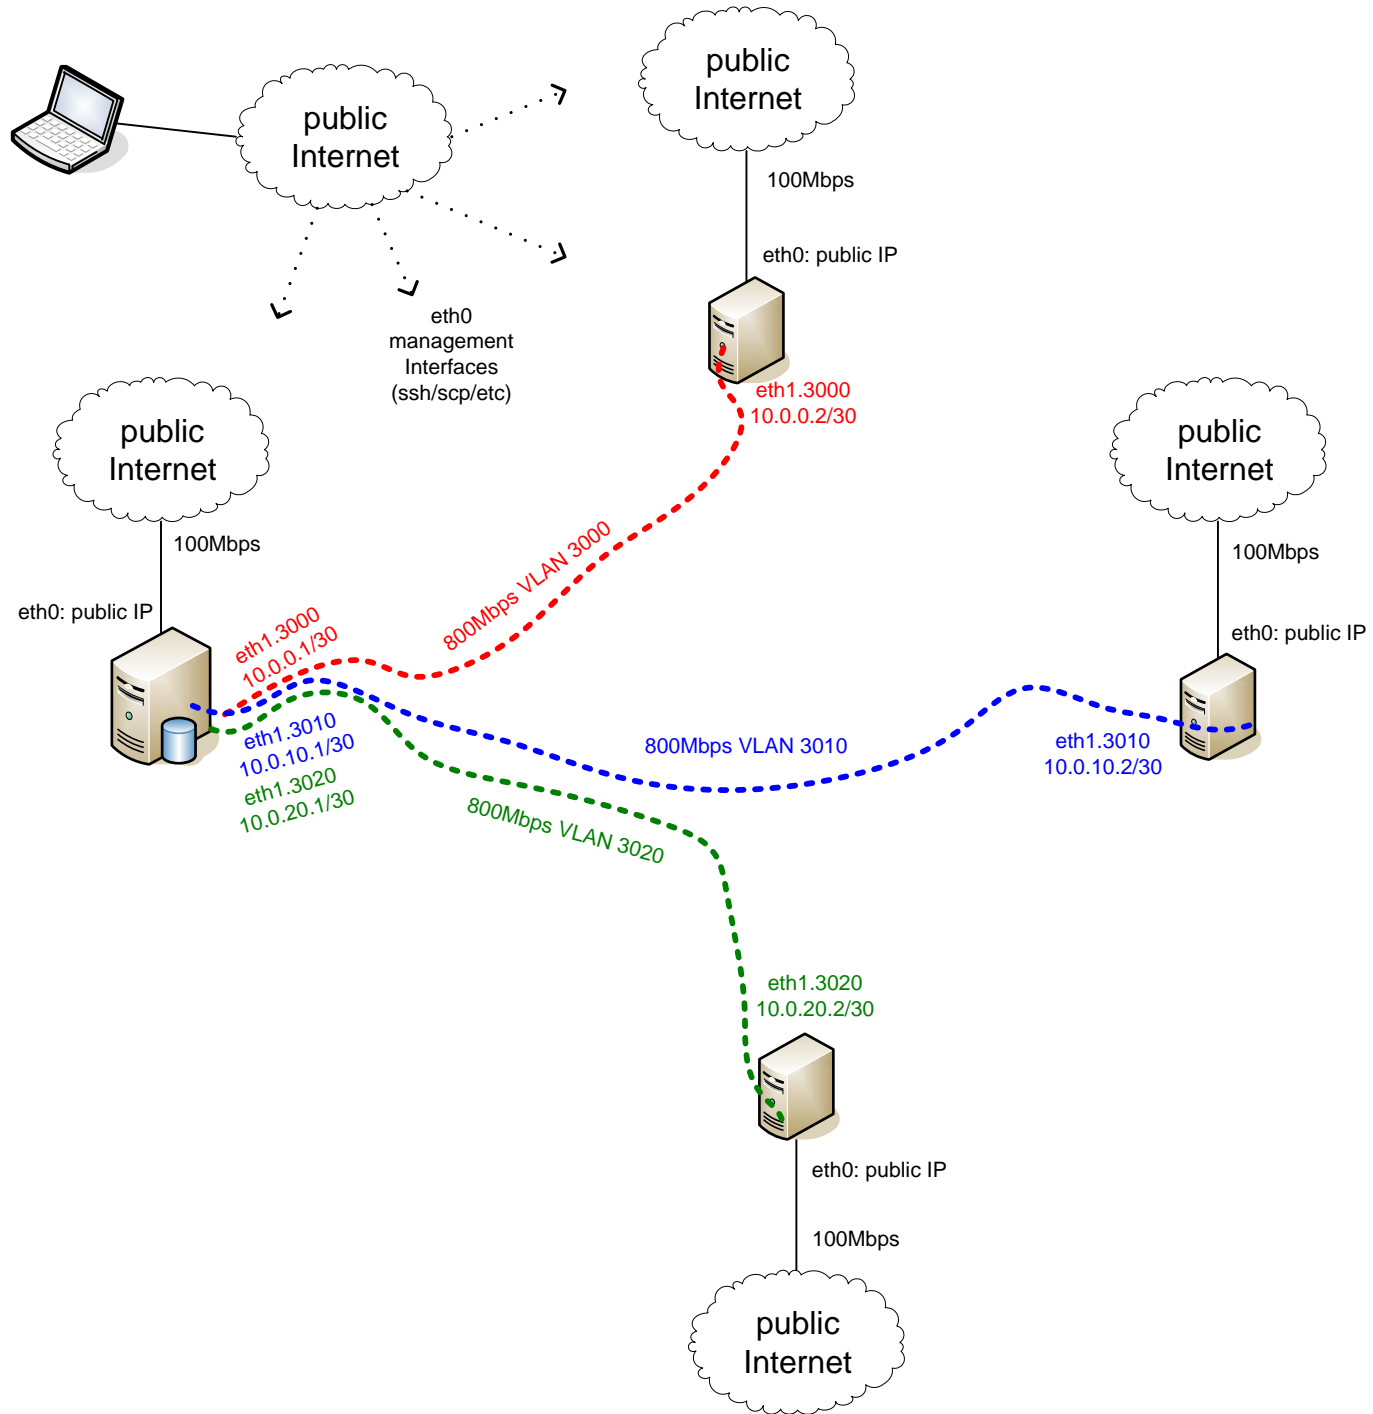 public
Internet
public
Internet
100Mbps
eth0: public IP
eth0
management
Interfaces
(ssh/scp/etc)
eth1.3000
10.0.0.2/30
public
Internet
100Mbps
eth0: public IP
public
Internet
100Mbps
eth0: public IP
800Mbps VLAN 3000
eth1.3000
10.0.0.1/30
eth1.3010
10.0.10.1/30
eth1.3020
10.0.20.1/30
800Mbps VLAN 3010
eth1.3010
10.0.10.2/30
800Mbps VLAN 3020
eth1.3020
10.0.20.2/30
eth0: public IP
100Mbps
public
Internet